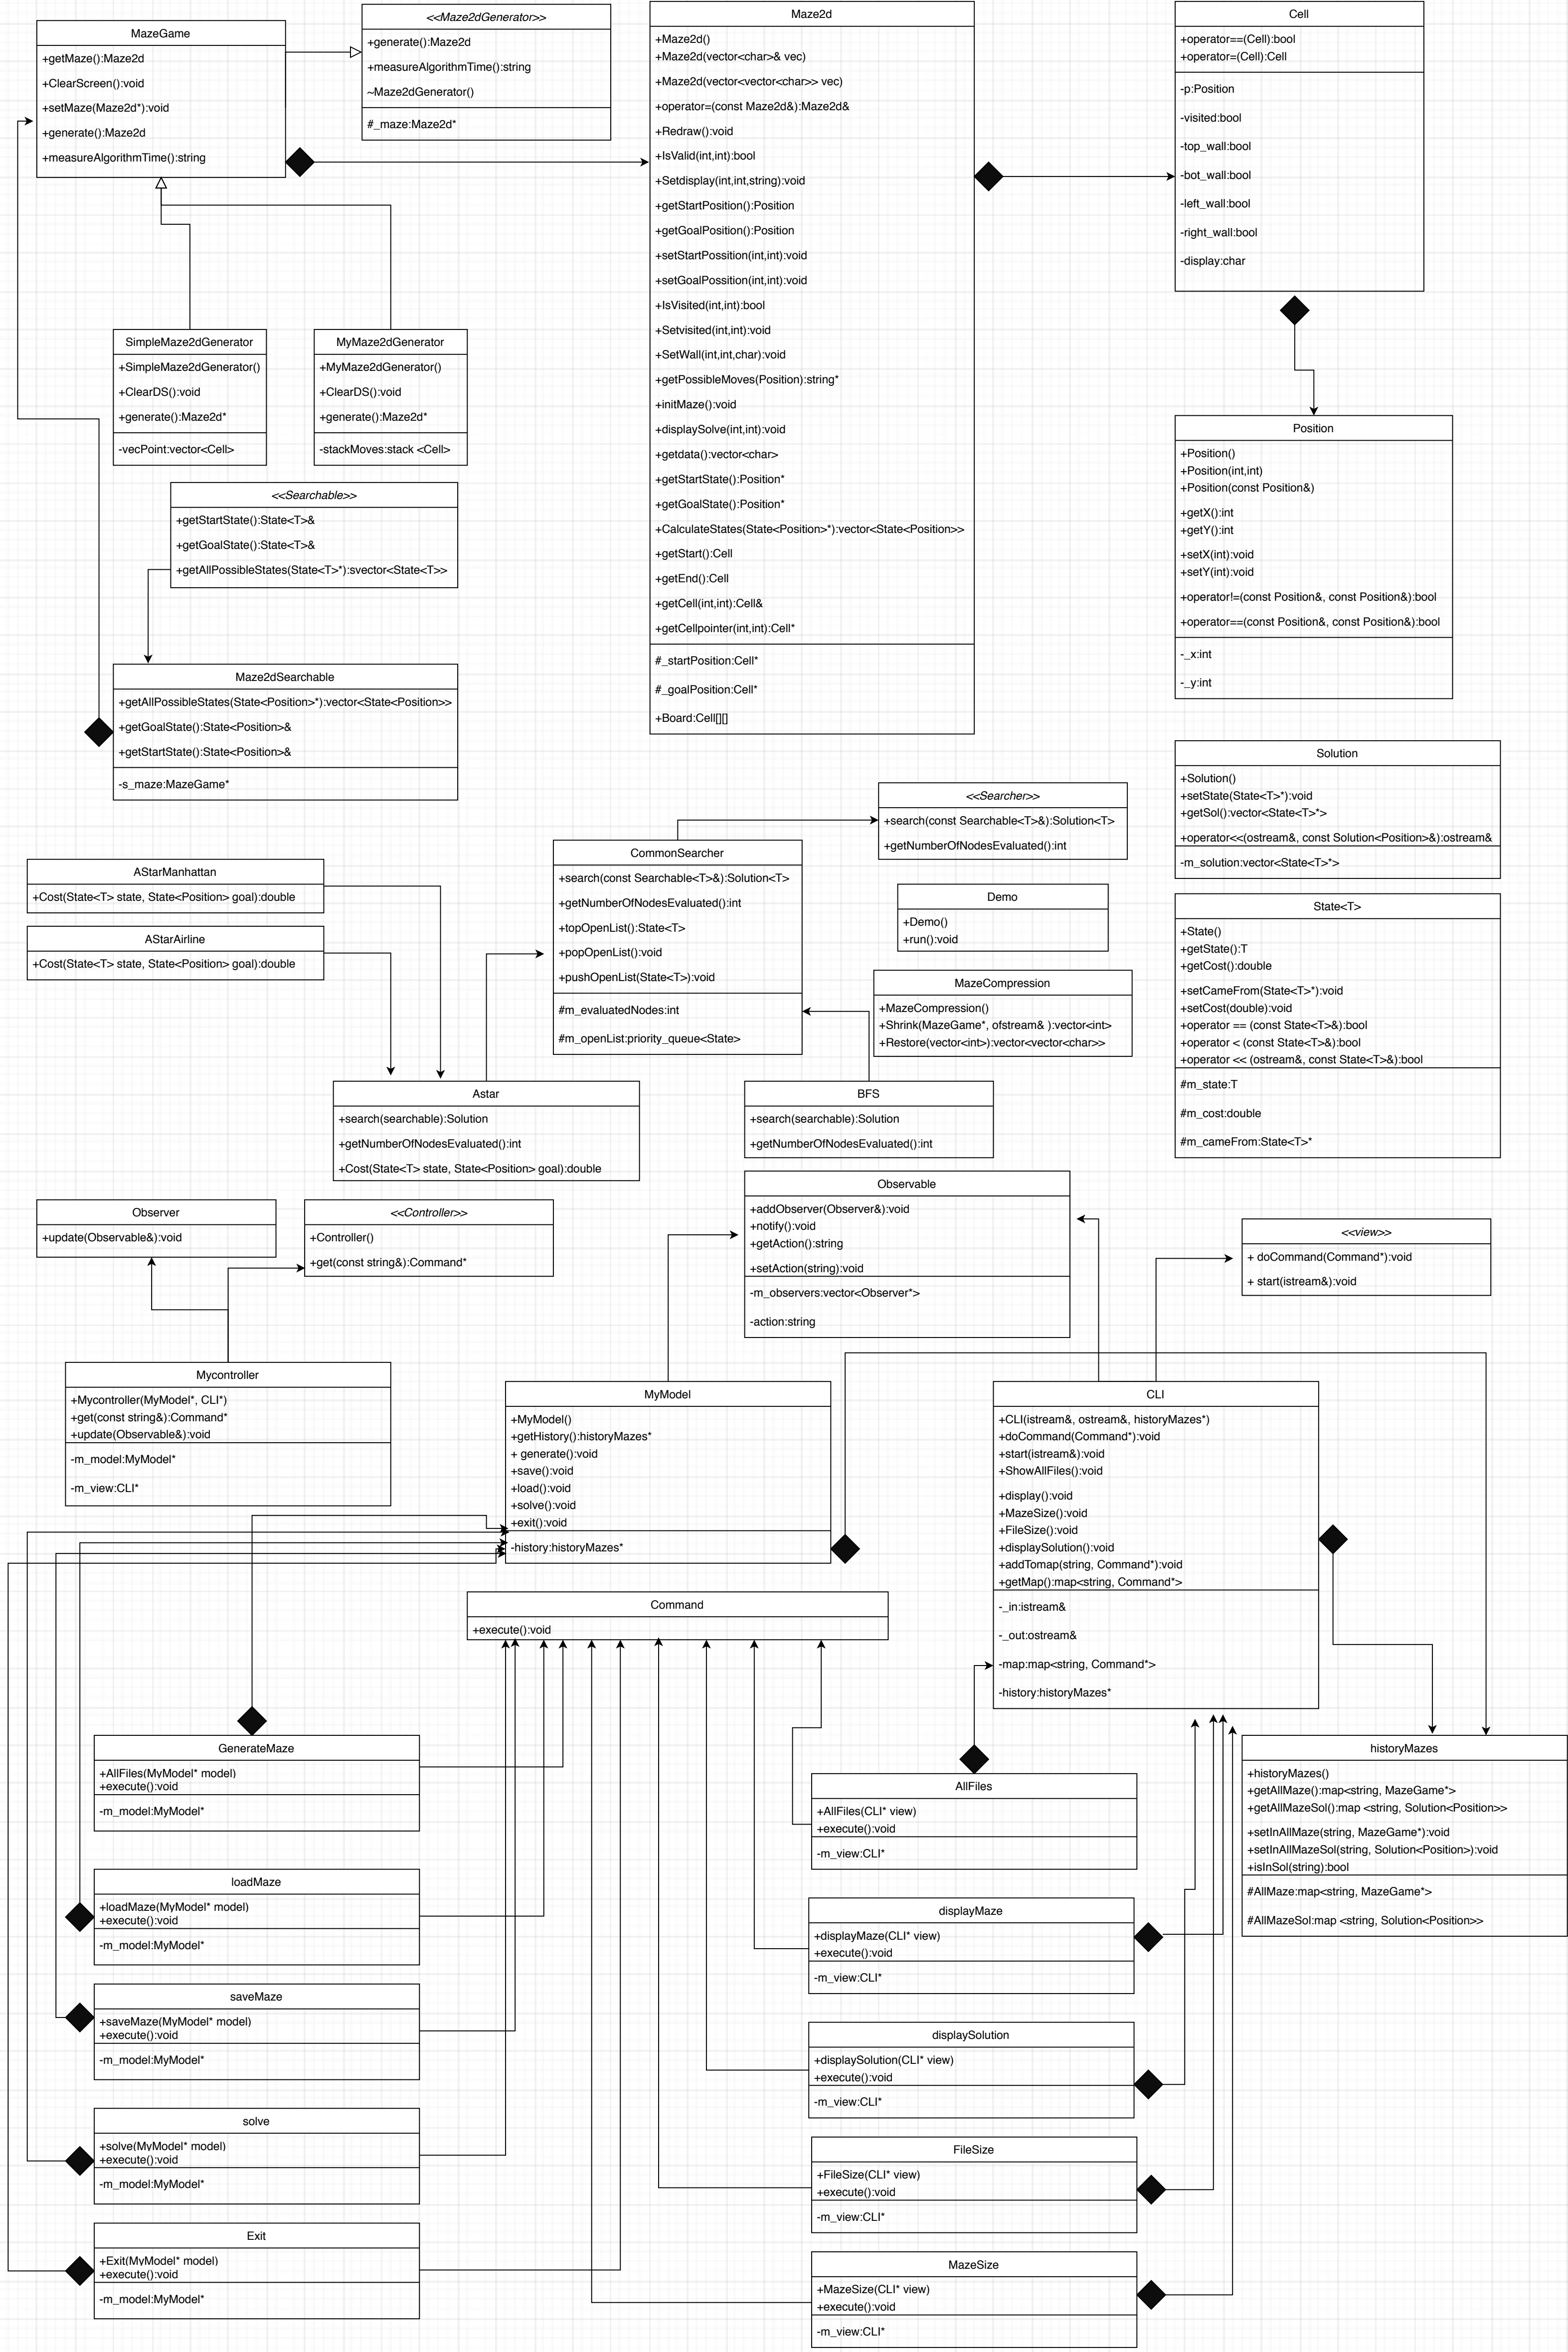 MazeGame
+getMaze():Maze2d
+ClearScreen():void
+setMaze(Maze2d*):void
+generate():Maze2d
+measureAlgorithmTime():string
<<Maze2dGenerator>>
+generate():Maze2d
+measureAlgorithmTime():string
~Maze2dGenerator()
#_maze:Maze2d*
Maze2d
+Maze2d()
+Maze2d(vector<char>& vec)
+Maze2d(vector<vector<char>> vec)
+operator=(const Maze2d&):Maze2d&
+Redraw():void
+IsValid(int,int):bool
+Setdisplay(int,int,string):void
+getStartPosition():Position
+getGoalPosition():Position
+setStartPossition(int,int):void
+setGoalPossition(int,int):void
+IsVisited(int,int):bool
+Setvisited(int,int):void
+SetWall(int,int,char):void
+getPossibleMoves(Position):string*
+initMaze():void
+displaySolve(int,int):void
+getdata():vector<char>
+getStartState():Position*
+getGoalState():Position*
+CalculateStates(State<Position>*):vector<State<Position>>
+getStart():Cell
+getEnd():Cell
+getCell(int,int):Cell&
+getCellpointer(int,int):Cell*
#_startPosition:Cell*
#_goalPosition:Cell*
+Board:Cell[][]
Cell
+operator==(Cell):bool
+operator=(Cell):Cell
-p:Position
-visited:bool
-top_wall:bool
-bot_wall:bool
-left_wall:bool
-right_wall:bool
-display:char
SimpleMaze2dGenerator
+SimpleMaze2dGenerator()
+ClearDS():void
+generate():Maze2d*
-vecPoint:vector<Cell>
MyMaze2dGenerator
+MyMaze2dGenerator()
+ClearDS():void
+generate():Maze2d*
-stackMoves:stack <Cell>
Position
+Position()
+Position(int,int)
+Position(const Position&)
+getX():int
+getY():int
+setX(int):void
+setY(int):void
+operator!=(const Position&, const Position&):bool
+operator==(const Position&, const Position&):bool
-_x:int
-_y:int
<<Searchable>>
+getStartState():State<T>&
+getGoalState():State<T>&
+getAllPossibleStates(State<T>*):svector<State<T>>
Maze2dSearchable
+getAllPossibleStates(State<Position>*):vector<State<Position>>
+getGoalState():State<Position>&
+getStartState():State<Position>&
-s_maze:MazeGame*
Solution
+Solution()
+setState(State<T>*):void
+getSol():vector<State<T>*>
+operator<<(ostream&, const Solution<Position>&):ostream&
-m_solution:vector<State<T>*>
<<Searcher>>
+search(const Searchable<T>&):Solution<T>
+getNumberOfNodesEvaluated():int
CommonSearcher
+search(const Searchable<T>&):Solution<T>
+getNumberOfNodesEvaluated():int
+topOpenList():State<T>
+popOpenList():void
+pushOpenList(State<T>):void
#m_evaluatedNodes:int
#m_openList:priority_queue<State>
AStarManhattan
+Cost(State<T> state, State<Position> goal):double
AStarAirline
+Cost(State<T> state, State<Position> goal):double
Demo
+Demo()
+run():void
MazeCompression
+MazeCompression()
+Shrink(MazeGame*, ofstream& ):vector<int>
+Restore(vector<int>):vector<vector<char>>
State<T>
+State()
+getState():T
+getCost():double
+setCameFrom(State<T>*):void
+setCost(double):void
+operator == (const State<T>&):bool
+operator < (const State<T>&):bool
+operator << (ostream&, const State<T>&):bool
#m_state:T
#m_cost:double
#m_cameFrom:State<T>*
Astar
+search(searchable):Solution
+getNumberOfNodesEvaluated():int
+Cost(State<T> state, State<Position> goal):double
BFS
+search(searchable):Solution
+getNumberOfNodesEvaluated():int
Observer
+update(Observable&):void
<<Controller>>
+Controller()
+get(const string&):Command*
Observable
+addObserver(Observer&):void
+notify():void
+getAction():string
+setAction(string):void
-m_observers:vector<Observer*>
-action:string
<<view>>
+ doCommand(Command*):void
+ start(istream&):void
Mycontroller
+Mycontroller(MyModel*, CLI*)
+get(const string&):Command*
+update(Observable&):void
-m_model:MyModel*
-m_view:CLI*
MyModel
+MyModel()
+getHistory():historyMazes*
+ generate():void
+save():void
+load():void
+solve():void
+exit():void
-history:historyMazes*
CLI
+CLI(istream&, ostream&, historyMazes*)
+doCommand(Command*):void
+start(istream&):void
+ShowAllFiles():void
+display():void
+MazeSize():void
+FileSize():void
+displaySolution():void
+addTomap(string, Command*):void
+getMap():map<string, Command*>
-_in:istream&
-_out:ostream&
-map:map<string, Command*>
-history:historyMazes*
Command
+execute():void
GenerateMaze
+AllFiles(MyModel* model)
+execute():void
-m_model:MyModel*
AllFiles
+AllFiles(CLI* view)
+execute():void
-m_view:CLI*
historyMazes
+historyMazes()
+getAllMaze():map<string, MazeGame*>
+getAllMazeSol():map <string, Solution<Position>>
+setInAllMaze(string, MazeGame*):void
+setInAllMazeSol(string, Solution<Position>):void
+isInSol(string):bool
#AllMaze:map<string, MazeGame*>
#AllMazeSol:map <string, Solution<Position>>
loadMaze
+loadMaze(MyModel* model)
+execute():void
-m_model:MyModel*
displayMaze
+displayMaze(CLI* view)
+execute():void
-m_view:CLI*
saveMaze
+saveMaze(MyModel* model)
+execute():void
-m_model:MyModel*
displaySolution
+displaySolution(CLI* view)
+execute():void
-m_view:CLI*
solve
+solve(MyModel* model)
+execute():void
-m_model:MyModel*
FileSize
+FileSize(CLI* view)
+execute():void
-m_view:CLI*
Exit
+Exit(MyModel* model)
+execute():void
-m_model:MyModel*
MazeSize
+MazeSize(CLI* view)
+execute():void
-m_view:CLI*